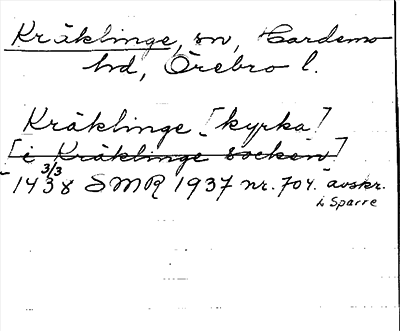 Kräklinge, sn, Hardemo
hd, Örebro l.
Kräklinge [kyrka]
[i Kräklinge socken]
3/3
1438 SMR 1937 nr. 704. avskr.
i Sparre